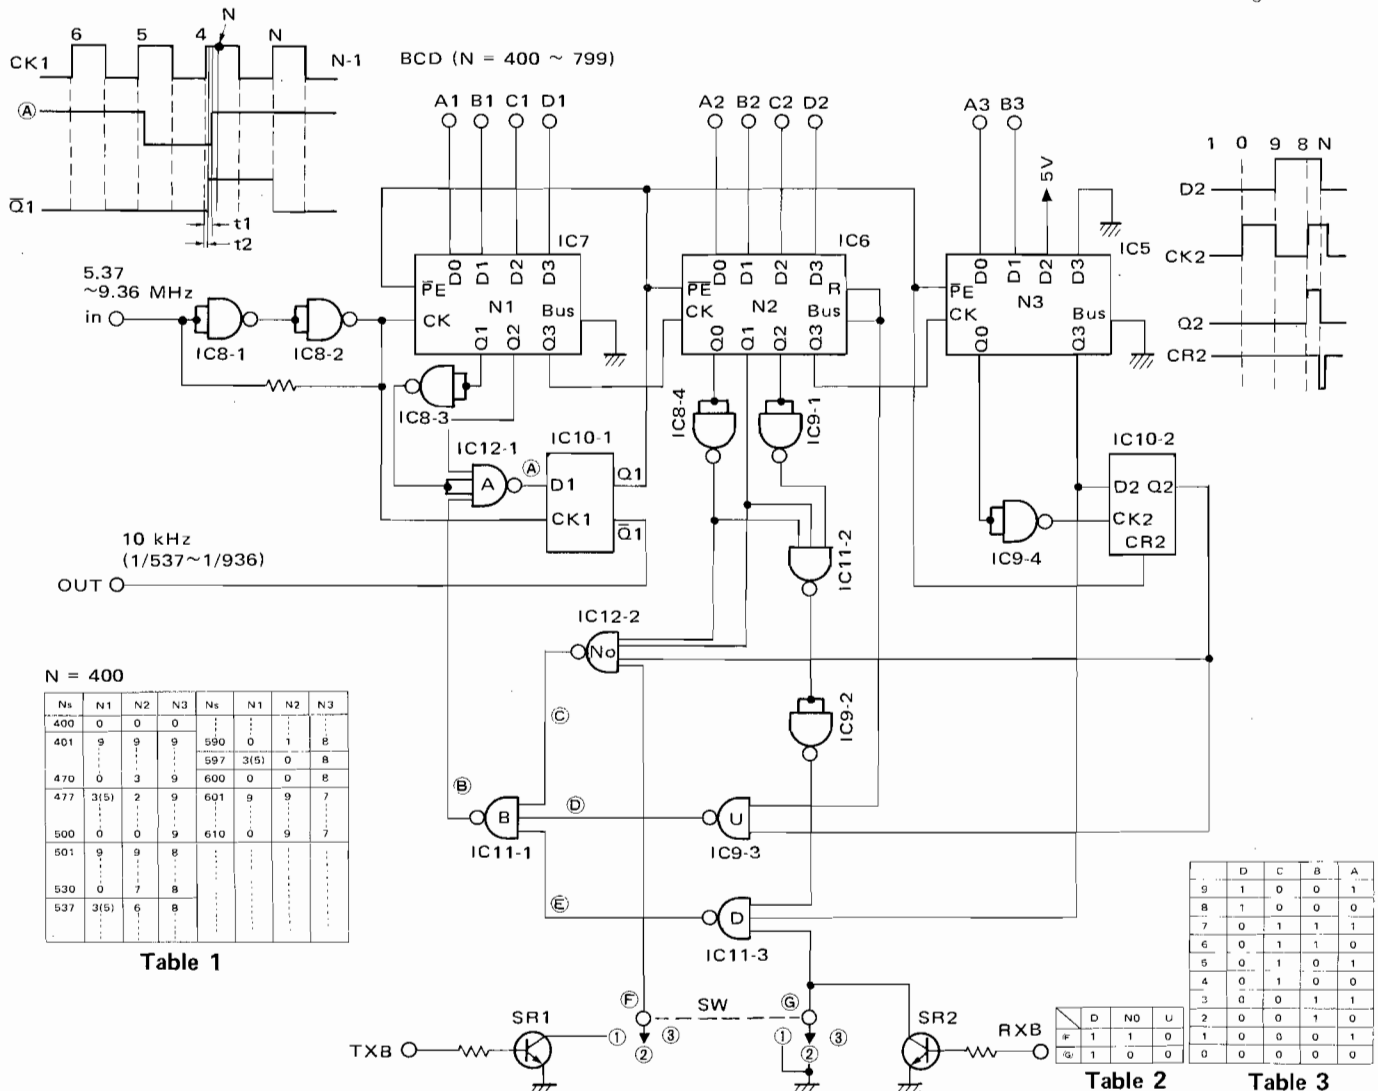 N
6 5 4 N
CK1
N-1
Ⓐ
Q̅1
t1
t2
BCD (N = 400 ~ 799)
A1 B1 C1 D1
A2 B2 C2 D2
A3 B3
5V
1 0 9 8 N
D2
CK2
Q2
CR2
5.37
~9.36 MHz
in
IC8-1
IC8-2
IC7
D0 D1 D2 D3
P̅E̅
N1
CK
Bus
Q1 Q2 Q3
IC6
D0 D1 D2 D3
P̅E̅
R
N2
CK
Bus
Q0 Q1 Q2 Q3
IC5
D0 D1 D2 D3
P̅E̅
N3
CK
Bus
Q0 Q3
IC8-3
IC8-4
IC9-1
IC12-1
A
Ⓐ
IC10-1
D1
Q1
CK1
Q̅1
IC10-2
D2 Q2
CK2
CR2
IC9-4
IC11-2
10 kHz
(1/537~1/936)
OUT
IC12-2
No
IC9-2
Ⓒ
Ⓑ
B
IC11-1
Ⓓ
U
IC9-3
Ⓔ
D
IC11-3
N = 400
Ns N1 N2 N3 Ns N1 N2 N3
400 0 0 0
401 9 9 9 590 0 1 8
597 3(5) 0 8
470 0 3 9 600 0 0 8
477 3(5) 2 9 601 9 9 7
500 0 0 9 610 0 9 7
501 9 9 8
530 0 7 8
537 3(5) 6 8
Table 1
TXB
SR1
Ⓕ
SW
Ⓖ
① ② ③
① ② ③
SR2
RXB
D N0 U
Ⓕ 1 1 0
Ⓖ 1 0 0
Table 2
D C B A
9 1 0 0 1
8 1 0 0 0
7 0 1 1 1
6 0 1 1 0
5 0 1 0 1
4 0 1 0 0
3 0 0 1 1
2 0 0 1 0
1 0 0 0 1
0 0 0 0 0
Table 3